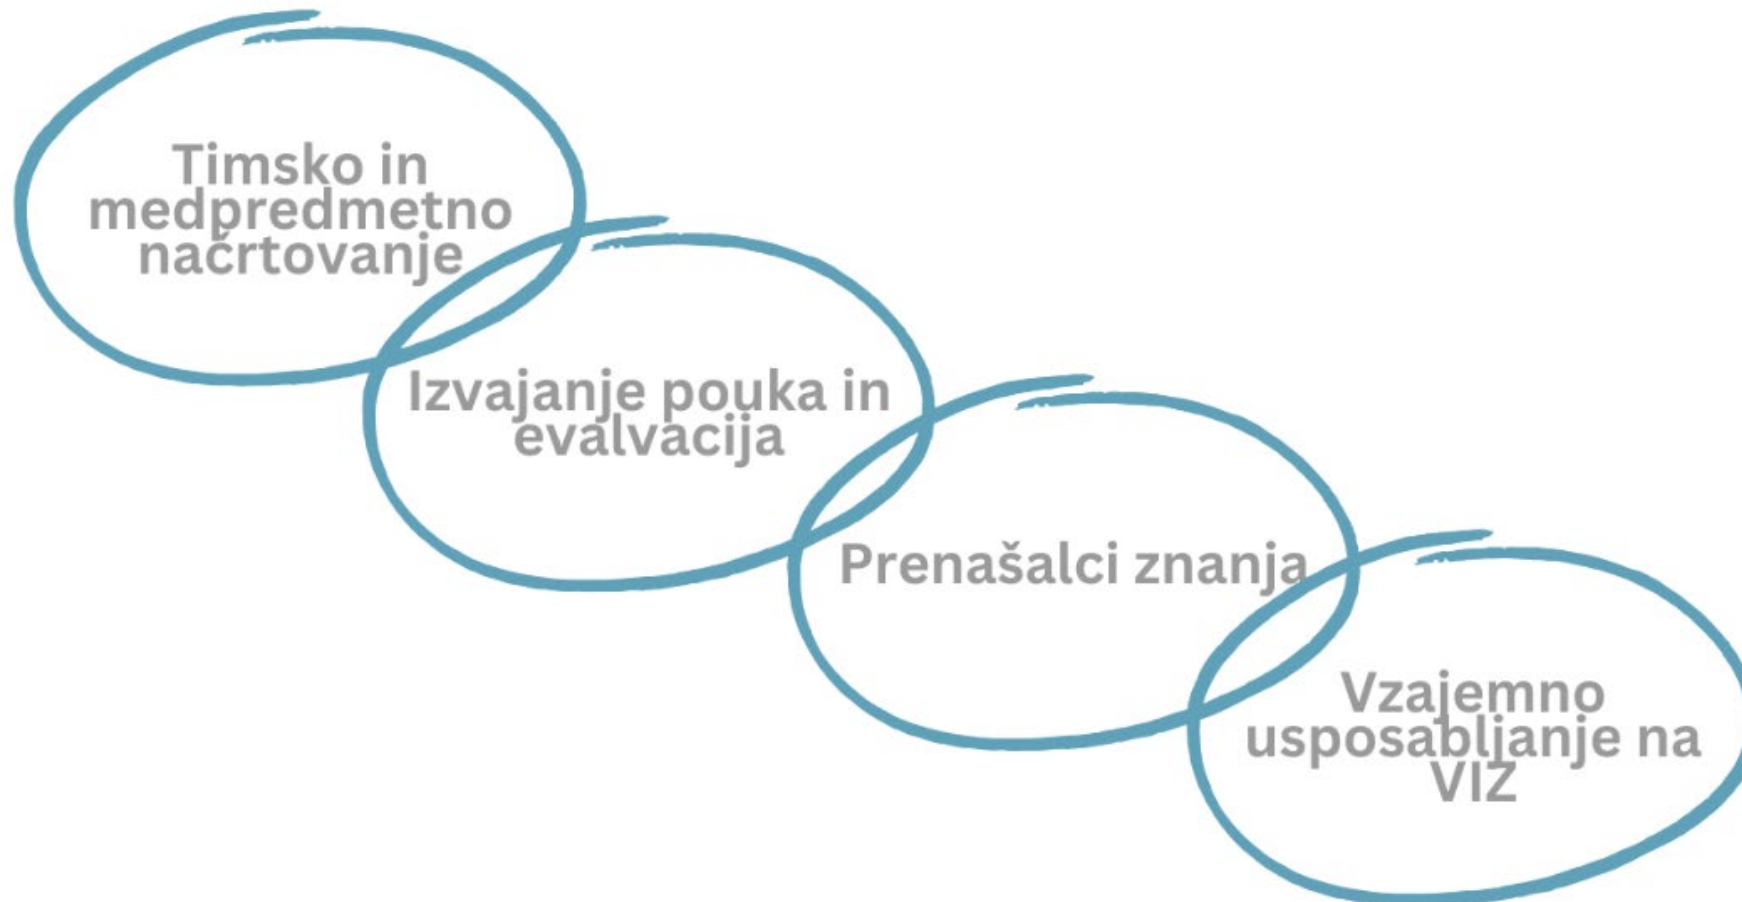 Timsko in
medpredmetno
načrtovanje
Izvajanje pouka in
evalvacija
Prenašalci znanja
Vzajemno
usposabljanje na
VIZ